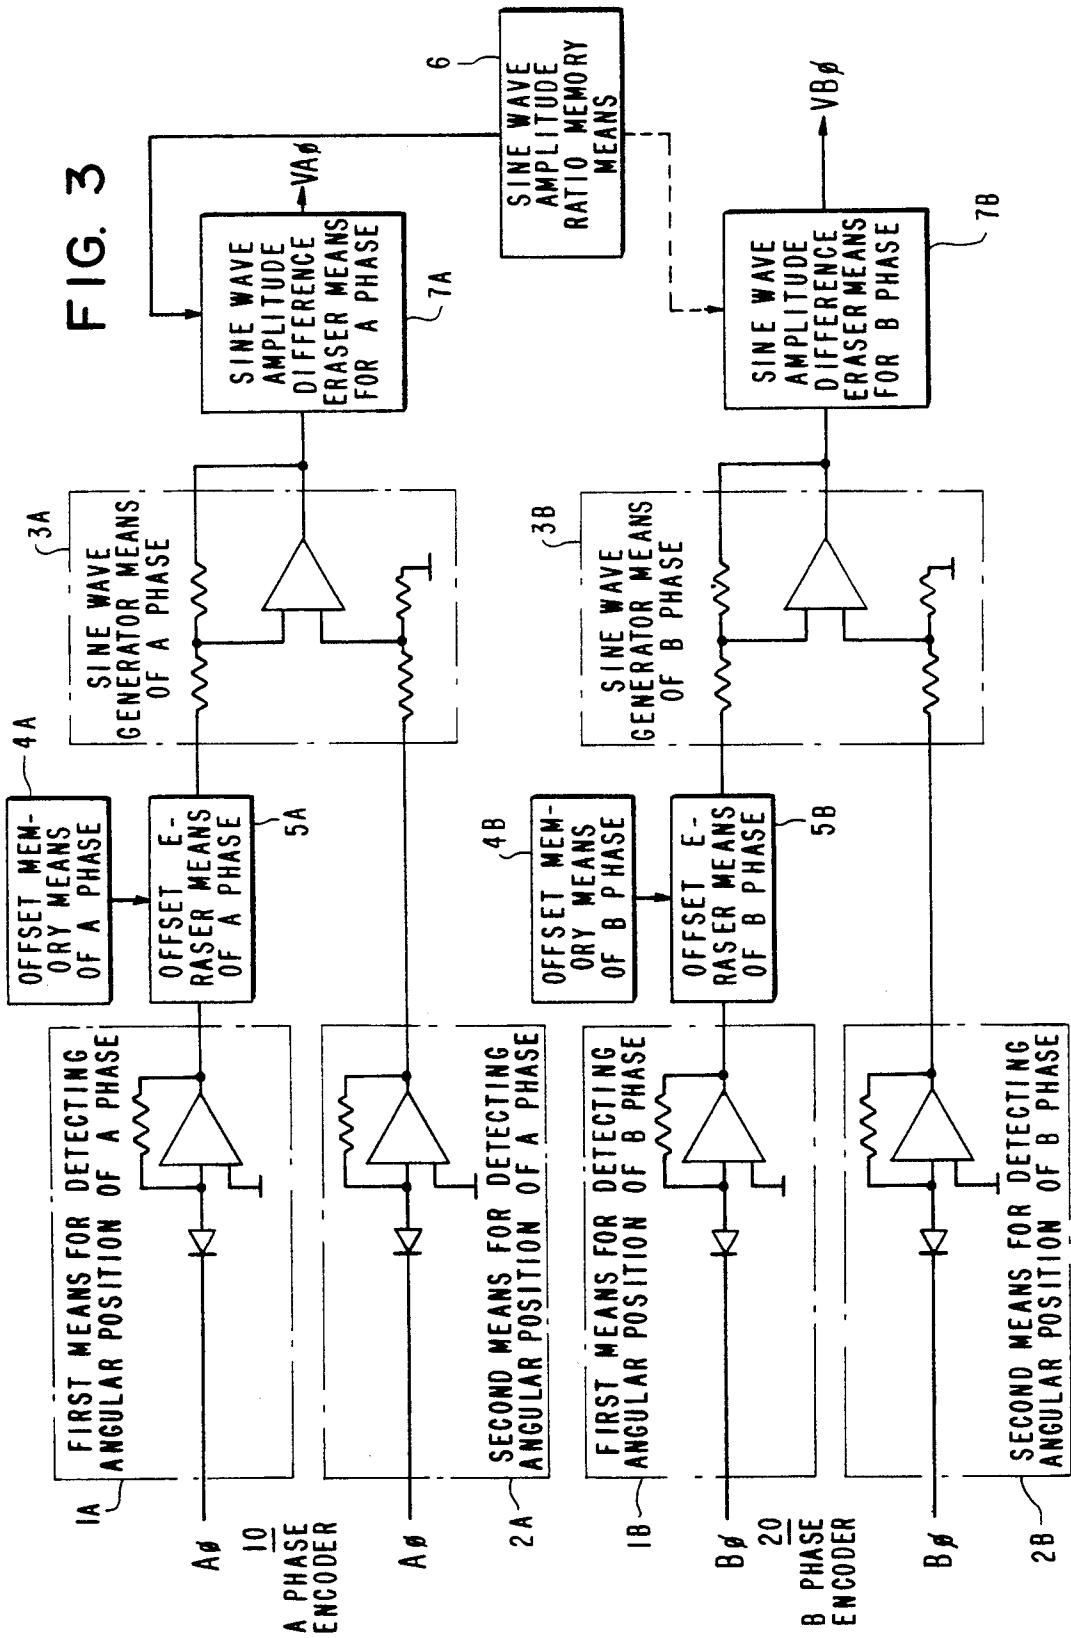 FIG. 3
OFFSET MEM-
ORY MEANS
OF A PHASE
4A
OFFSET E-
RASER MEANS
OF A PHASE
5A
FIRST MEANS FOR DETECTING
ANGULAR POSITION OF A PHASE
1A
Aø
10
A PHASE
ENCODER
Aø
SECOND MEANS FOR DETECTING
ANGULAR POSITION OF A PHASE
2A
SINE WAVE
GENERATOR MEANS
OF A PHASE
3A
SINE WAVE
AMPLITUDE
DIFFERENCE
ERASER MEANS
FOR A PHASE
7A
VAø
SINE WAVE
AMPLITUDE
RATIO MEMORY
MEANS
6
OFFSET MEM-
ORY MEANS
OF B PHASE
4B
OFFSET E-
RASER MEANS
OF B PHASE
5B
FIRST MEANS FOR DETECTING
ANGULAR POSITION OF B PHASE
1B
Bø
20
B PHASE
ENCODER
Bø
SECOND MEANS FOR DETECTING
ANGULAR POSITION OF B PHASE
2B
SINE WAVE
GENERATOR MEANS
OF B PHASE
3B
SINE WAVE
AMPLITUDE
DIFFERENCE
ERASER MEANS
FOR B PHASE
7B
VBø